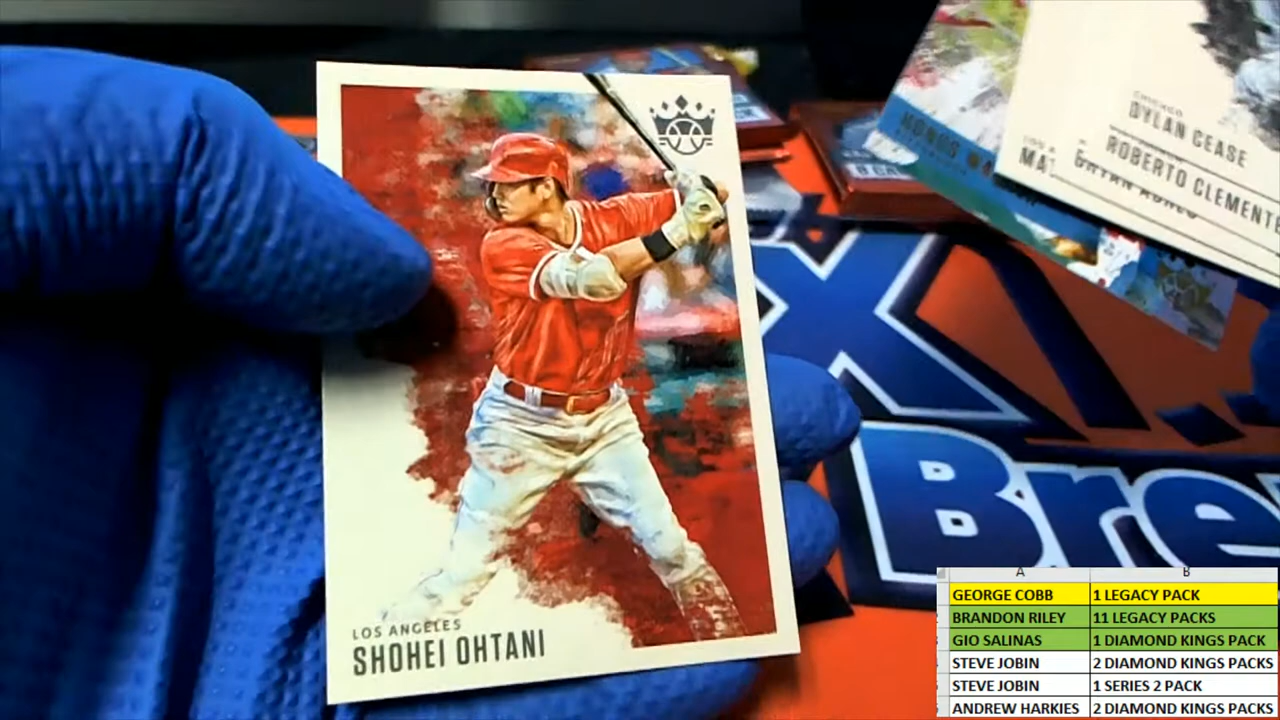 LOS ANGELES
SHOHEI OHTANI
CHICAGO
DYLAN CEASE
ROBERTO CLEMENTE
X
Bre
A B
GEORGE COBB 1 LEGACY PACK
BRANDON RILEY 11 LEGACY PACKS
GIO SALINAS 1 DIAMOND KINGS PACK
STEVE JOBIN 2 DIAMOND KINGS PACKS
STEVE JOBIN 1 SERIES 2 PACK
ANDREW HARKIES 2 DIAMOND KINGS PACKS